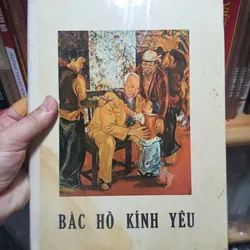 BÁC HỒ KÍNH YÊU